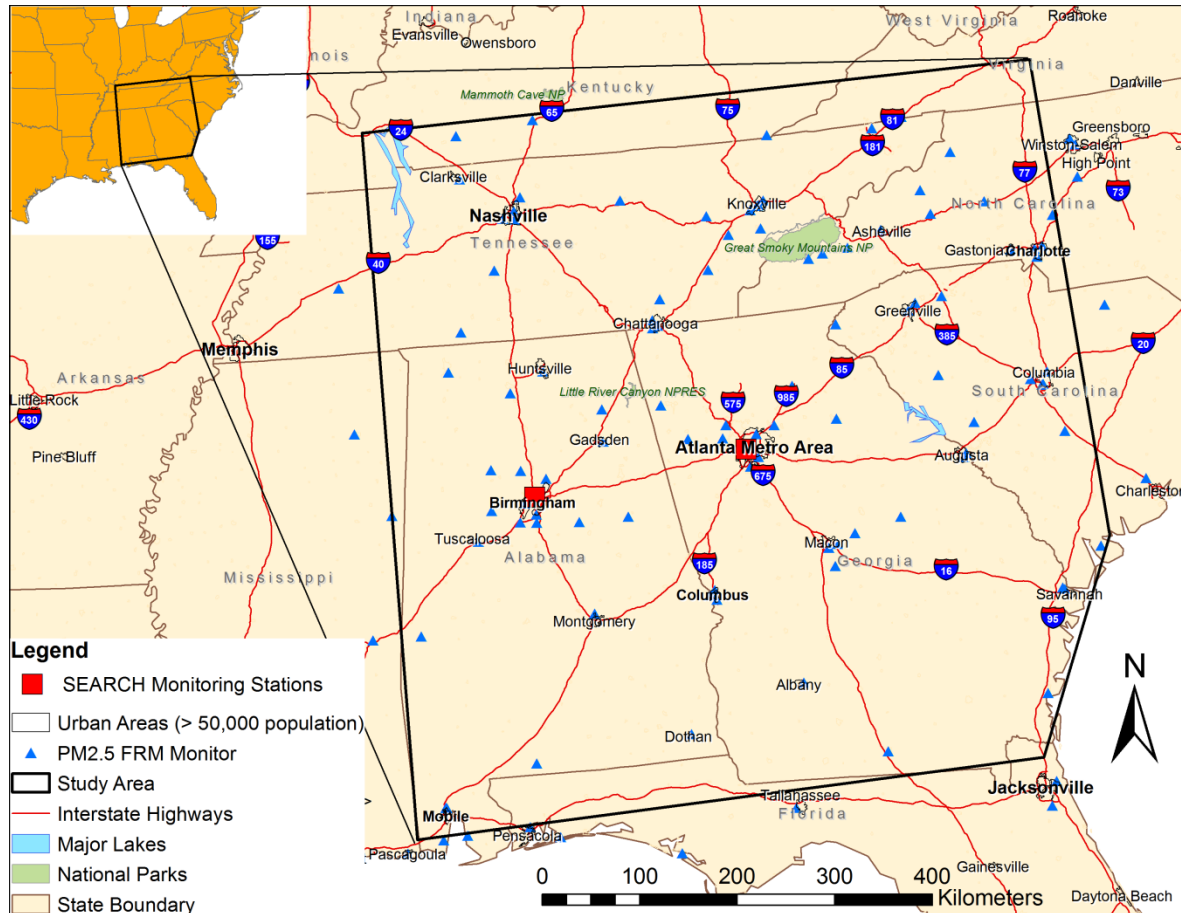 Indiana
West Virginia
Roanoke
Evansville
Owensboro
nois
Virginia
Danville
Mammoth Cave NP
Kentucky
65
75
81
24
181
Greensboro
Winston-Salem
High Point
77
73
Clarksville
Nashville
Knoxville
North Carolina
Tennessee
Asheville
155
Great Smoky Mountains NP
Gastonia
Charlotte
40
Chattanooga
Greenville
385
20
Memphis
Huntsville
85
Columbia
Arkansas
Little River Canyon NPRES
575
985
South Carolina
Little Rock
430
Gadsden
Atlanta Metro Area
Pine Bluff
Augusta
675
Charleston
Birmingham
Tuscaloosa
Alabama
Macon
Georgia
185
16
Mississippi
Columbus
Savannah
Montgomery
95
N
Albany
Dothan
Jacksonville
Tallahassee
Florida
Mobile
Pensacola
Pascagoula
Gainesville
Daytona Beach
Legend
SEARCH Monitoring Stations
Urban Areas (> 50,000 population)
PM2.5 FRM Monitor
Study Area
Interstate Highways
Major Lakes
National Parks
State Boundary
0 50 100 200 300 400
Kilometers